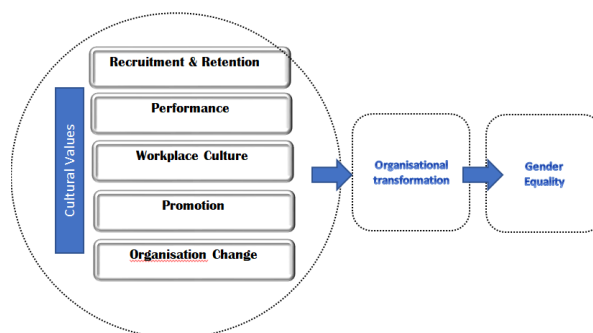 Recruitment & Retention
Performance
Cultural Values
Workplace Culture
Promotion
Organisation Change
Organisational
transformation
Gender
Equality